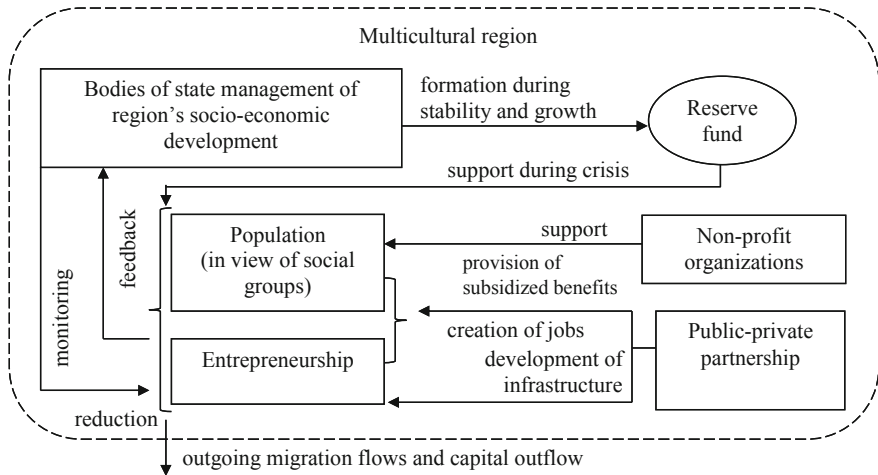 Multicultural region
Bodies of state management of
region's socio-economic
development
formation during
stability and growth
Reserve
fund
support during crisis
feedback
monitoring
Population
(in view of social
groups)
support
Non-profit
organizations
provision of
subsidized benefits
creation of jobs
development of
infrastructure
Public-private
partnership
Entrepreneurship
reduction
outgoing migration flows and capital outflow